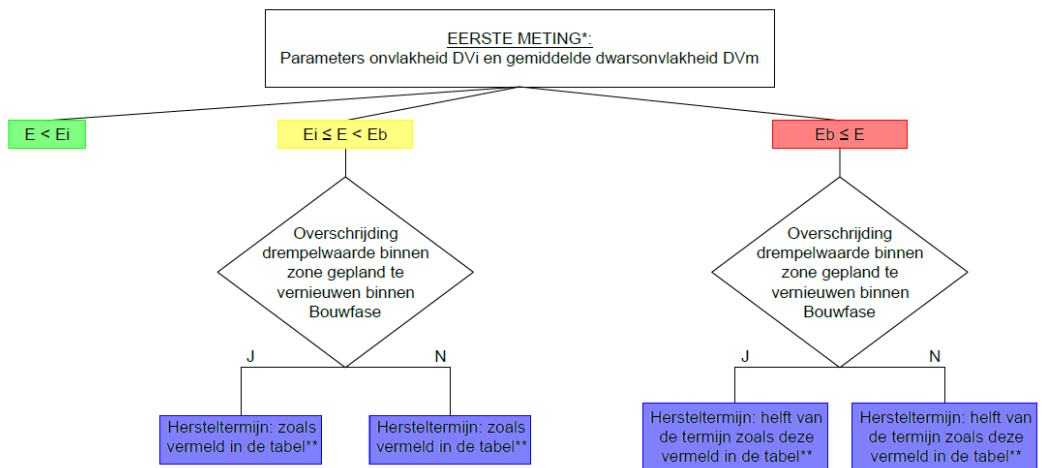 EERSTE METING*:
Parameters onvlakheid DVi en gemiddelde dwarsonvlakheid DVm
E < Ei
Ei ≤ E < Eb
Eb ≤ E
Overschrijding
drempelwaarde binnen
zone gepland te
vernieuwen binnen
Bouwfase
Overschrijding
drempelwaarde binnen
zone gepland te
vernieuwen binnen
Bouwfase
J
N
J
N
Hersteltermijn: zoals
vermeld in de tabel**
Hersteltermijn: zoals
vermeld in de tabel**
Hersteltermijn: helft van
de termijn zoals deze
vermeld in de tabel**
Hersteltermijn: helft van
de termijn zoals deze
vermeld in de tabel**